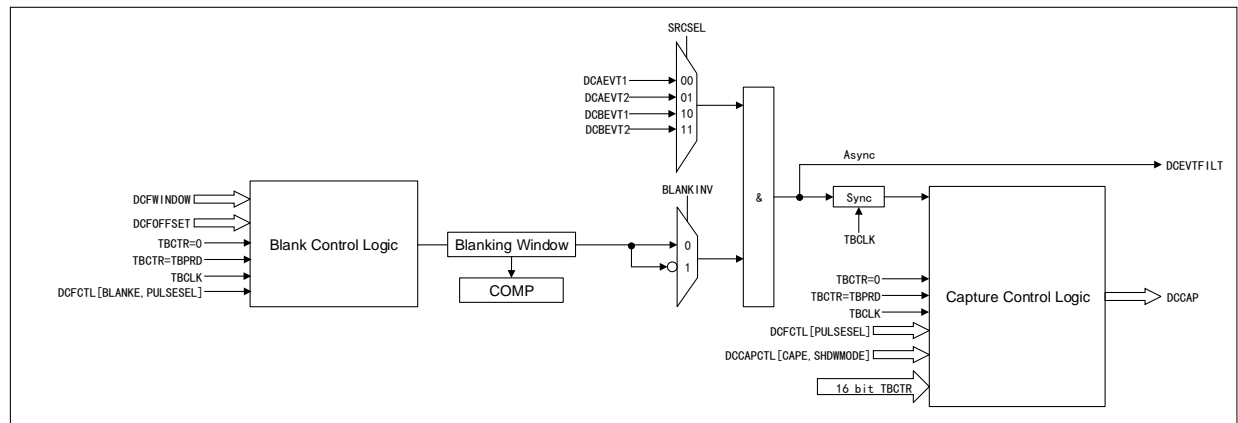 SRCSEL
DCAEVT1
00
DCAEVT2
01
DCBEVT1
10
DCBEVT2
11
Async
DCEVTFILT
DCFWINDOW
DCFOFFSET
TBCTR=0
TBCTR=TBPRD
TBCLK
DCFCTL[BLANKE, PULSESEL]
Blank Control Logic
Blanking Window
COMP
BLANKINV
0
1
&
Sync
TBCLK
TBCTR=0
TBCTR=TBPRD
TBCLK
DCFCTL[PULSESEL]
DCCAPCTL[CAPE, SHDWMODE]
16 bit TBCTR
Capture Control Logic
DCCAP